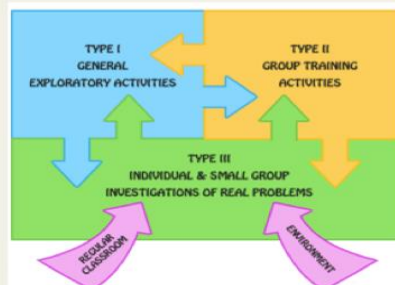 TYPE I
GENERAL
EXPLORATORY ACTIVITIES
TYPE II
GROUP TRAINING
ACTIVITIES
TYPE III
INDIVIDUAL & SMALL GROUP
INVESTIGATIONS OF REAL PROBLEMS
REGULAR
CLASSROOM
ENVIRONMENT